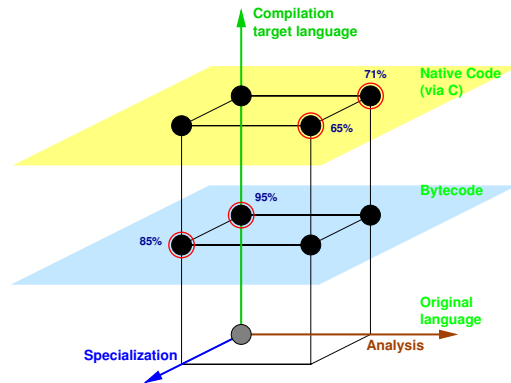 Compilation
target language
71%
Native Code
(via C)
65%
Bytecode
95%
85%
Original
language
Analysis
Specialization